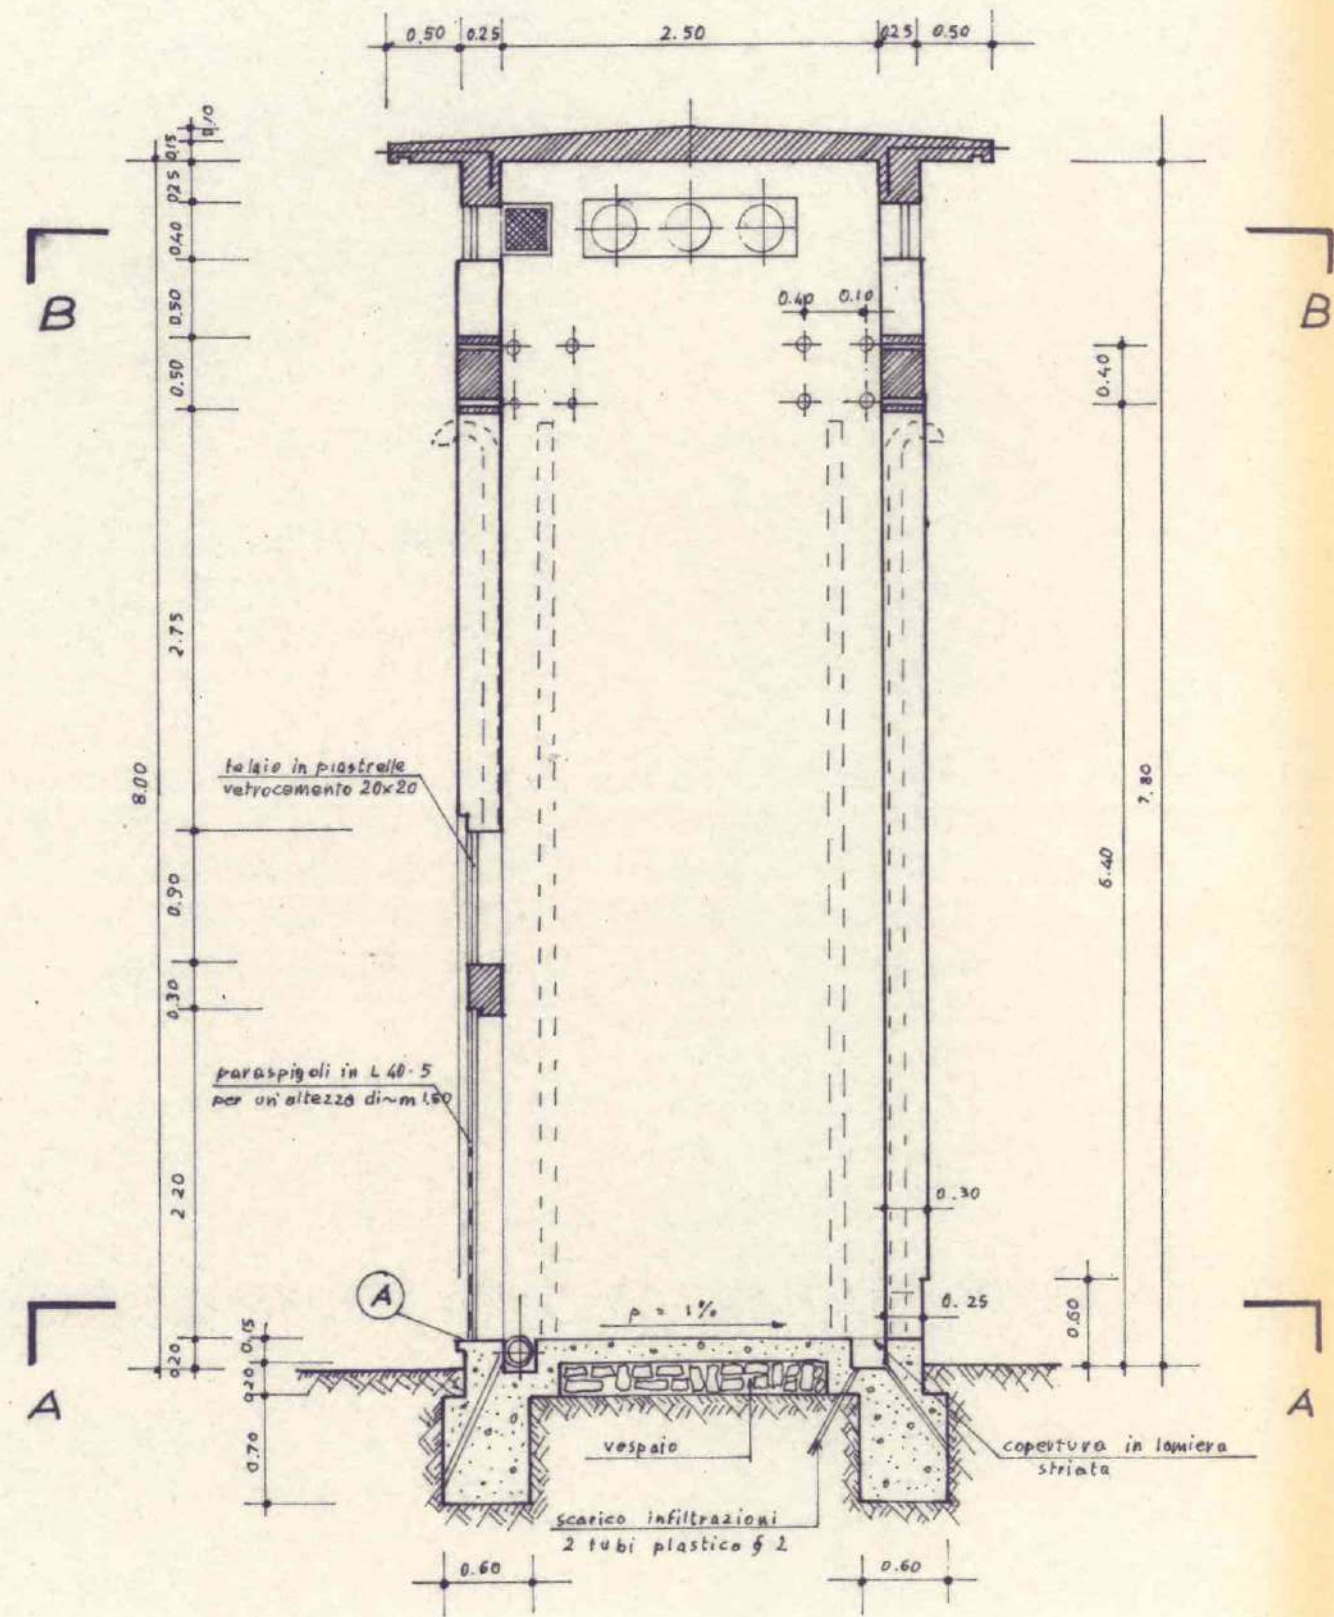 0.50
0.25
2.50
0.25
0.50
0.10
0.15
0.25
0.40
0.50
0.50
2.75
0.90
0.30
2.20
0.20
8.00
B
B
0.40
0.10
0.40
6.40
7.80
telaio in piastrelle
vetrocemento 20x20
paraspigoli in L 40-5
per un'altezza di ~ m 1.50
0.30
0.25
0.60
A
p = 1%
0.15
0.20
0.70
A
A
vespaio
copertura in lamiera
striata
scarico infiltrazioni
2 tubi plastica § 2
0.60
0.60